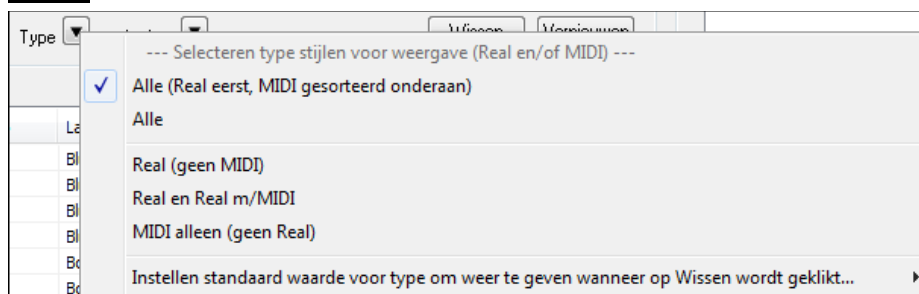 Type
Wissen Vernieuwen
--- Selecteren type stijlen voor weergave (Real en/of MIDI) ---
Alle (Real eerst, MIDI gesorteerd onderaan)
Alle
Real (geen MIDI)
Real en Real m/MIDI
MIDI alleen (geen Real)
Instellen standaard waarde voor type om weer te geven wanneer op Wissen wordt geklikt...